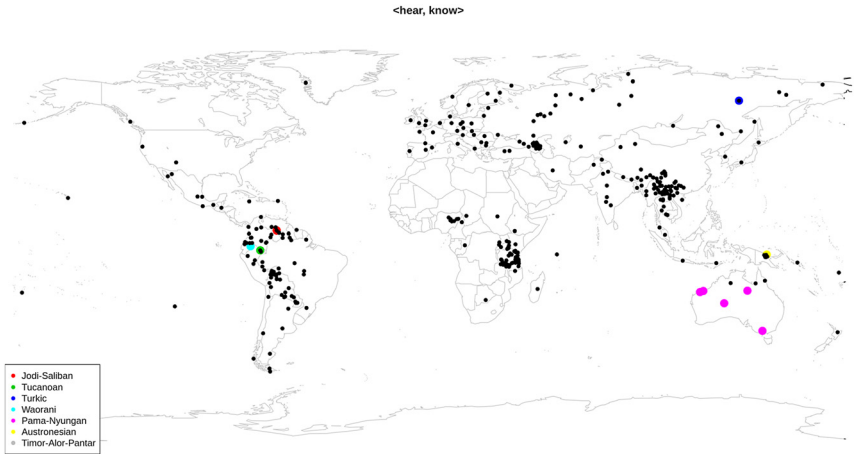 <hear, know>
Jodi-Saliban
Tucanoan
Turkic
Waorani
Pama-Nyungan
Austronesian
Timor-Alor-Pantar